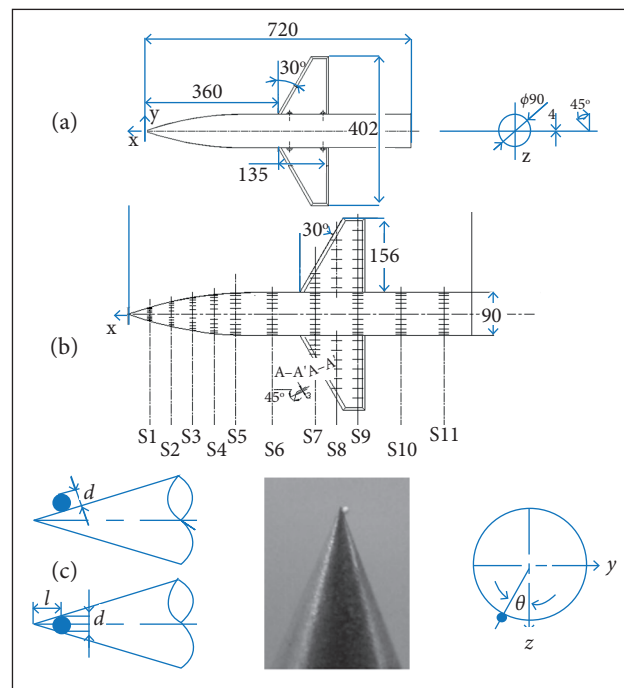 720
30°
360
(a)
y
x
402
135
ϕ90
4
45°
z
30°
156
x
90
(b)
A–A'
A–A'
45°
3
S1
S2
S3
S4
S5
S6
S7
S8
S9
S10
S11
d
(c)
l
d
θ
y
z